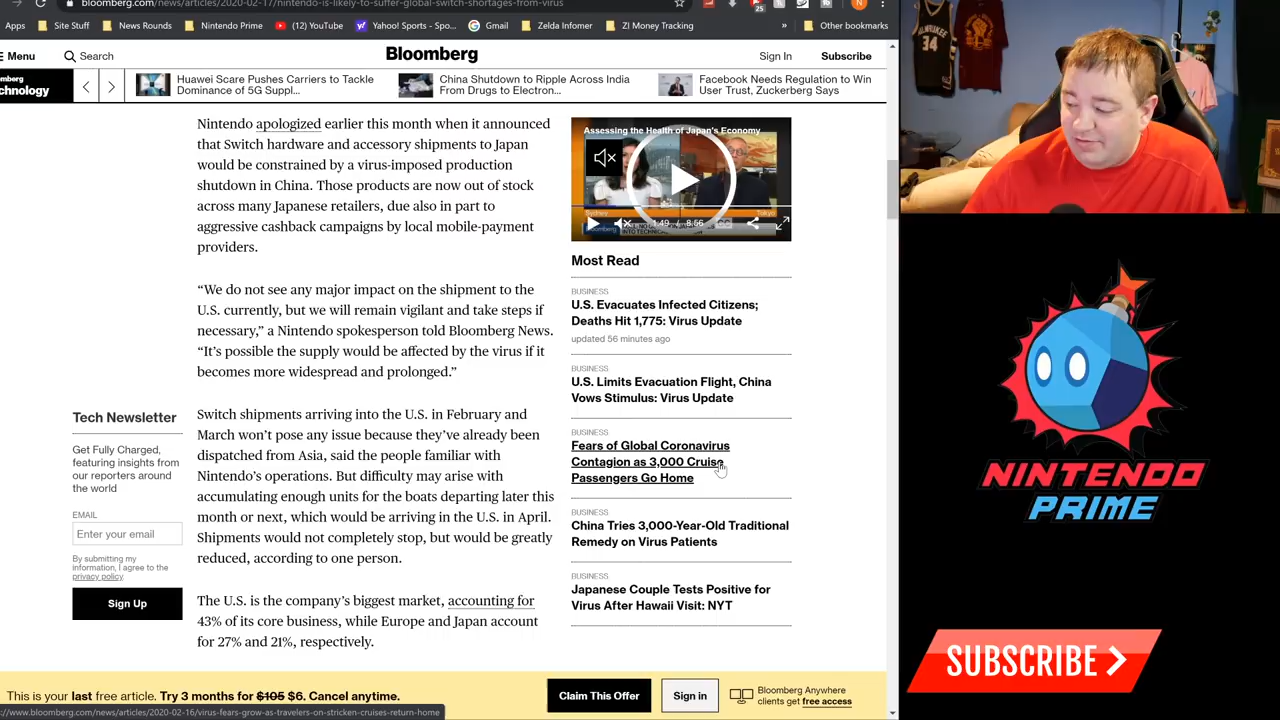 bloomberg.com/news/articles/2020-02-17/nintendo-is-likely-to-suffer-global-switch-shortages-from-virus
Apps Site Stuff News Rounds Nintendo Prime (12) YouTube Yahoo! Sports - Spo... Gmail Zelda Infomer ZI Money Tracking » Other bookmarks
Menu Search Bloomberg Sign In Subscribe
Huawei Scare Pushes Carriers to Tackle
Dominance of 5G Suppl...
China Shutdown to Ripple Across India
From Drugs to Electron...
Facebook Needs Regulation to Win
User Trust, Zuckerberg Says
Nintendo apologized earlier this month when it announced
that Switch hardware and accessory shipments to Japan
would be constrained by a virus-imposed production
shutdown in China. Those products are now out of stock
across many Japanese retailers, due also in part to
aggressive cashback campaigns by local mobile-payment
providers.
“We do not see any major impact on the shipment to the
U.S. currently, but we will remain vigilant and take steps if
necessary,” a Nintendo spokesperson told Bloomberg News.
“It’s possible the supply would be affected by the virus if it
becomes more widespread and prolonged.”
Switch shipments arriving into the U.S. in February and
March won’t pose any issue because they’ve already been
dispatched from Asia, said the people familiar with
Nintendo’s operations. But difficulty may arise with
accumulating enough units for the boats departing later this
month or next, which would be arriving in the U.S. in April.
Shipments would not completely stop, but would be greatly
reduced, according to one person.
The U.S. is the company’s biggest market, accounting for
43% of its core business, while Europe and Japan account
for 27% and 21%, respectively.
Tech Newsletter
Get Fully Charged,
featuring insights from
our reporters around
the world
EMAIL
Enter your email
By submitting my
information, I agree to the
privacy policy.
Sign Up
Assessing the Health of Japan's Economy
Sydney Tokyo
1:49 / 8:56
Most Read
BUSINESS
U.S. Evacuates Infected Citizens;
Deaths Hit 1,775: Virus Update
updated 56 minutes ago
BUSINESS
U.S. Limits Evacuation Flight, China
Vows Stimulus: Virus Update
BUSINESS
Fears of Global Coronavirus
Contagion as 3,000 Cruise
Passengers Go Home
BUSINESS
China Tries 3,000-Year-Old Traditional
Remedy on Virus Patients
BUSINESS
Japanese Couple Tests Positive for
Virus After Hawaii Visit: NYT
This is your last free article. Try 3 months for $105 $6. Cancel anytime.
Claim This Offer
Sign in
Bloomberg Anywhere
clients get free access
://www.bloomberg.com/news/articles/2020-02-16/virus-fears-grow-as-travelers-on-stricken-cruises-return-home
34
NINTENDO
PRIME
SUBSCRIBE